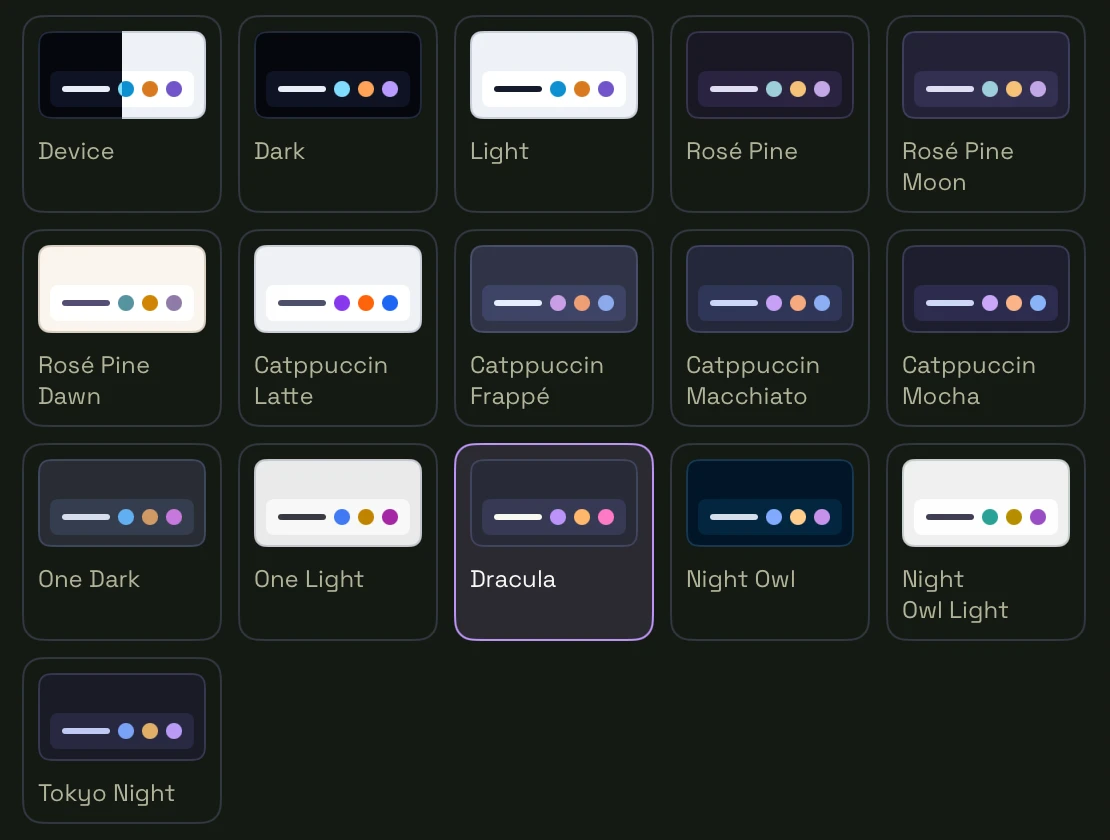 Device
Dark
Light
Rosé Pine
Rosé Pine
Moon
Rosé Pine
Dawn
Catppuccin
Latte
Catppuccin
Frappé
Catppuccin
Macchiato
Catppuccin
Mocha
One Dark
One Light
Dracula
Night Owl
Night
Owl Light
Tokyo Night